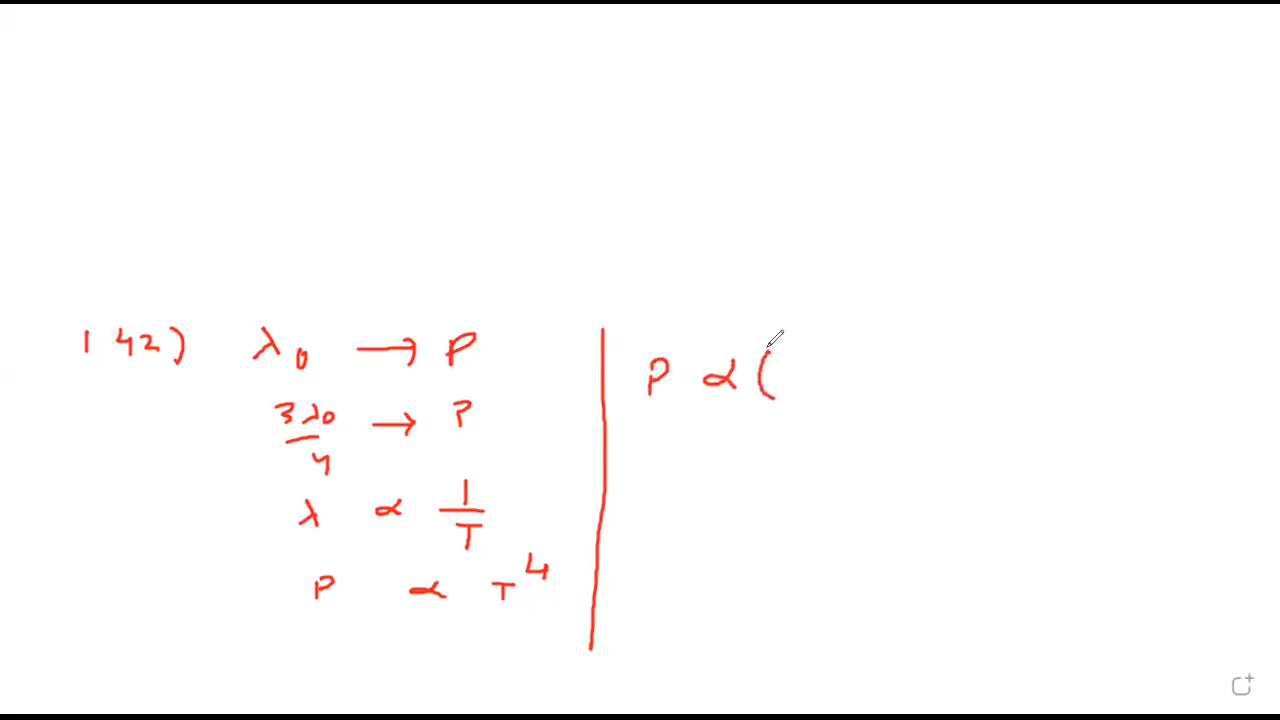 142) λ₀ → P
3λ₀/4 → ?
λ ∝ 1/T
P ∝ T⁴
P ∝ (